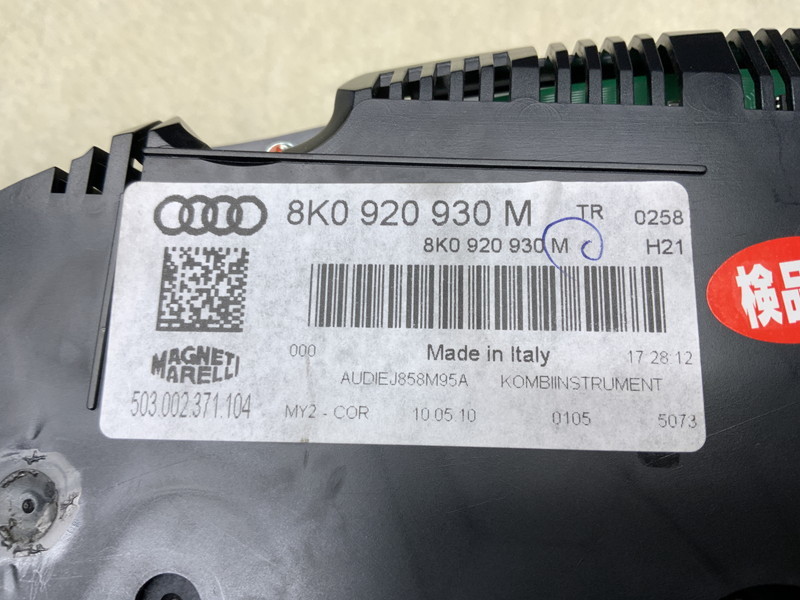 8K0 920 930 M TR 0258
8K0 920 930 M H21
検品
MAGNETI
MARELLI
503.002.371.104
000 Made in Italy 17:28:12
AUDIEJ858M95A KOMBIINSTRUMENT
MY2 - COR 10.05.10 0105 5073